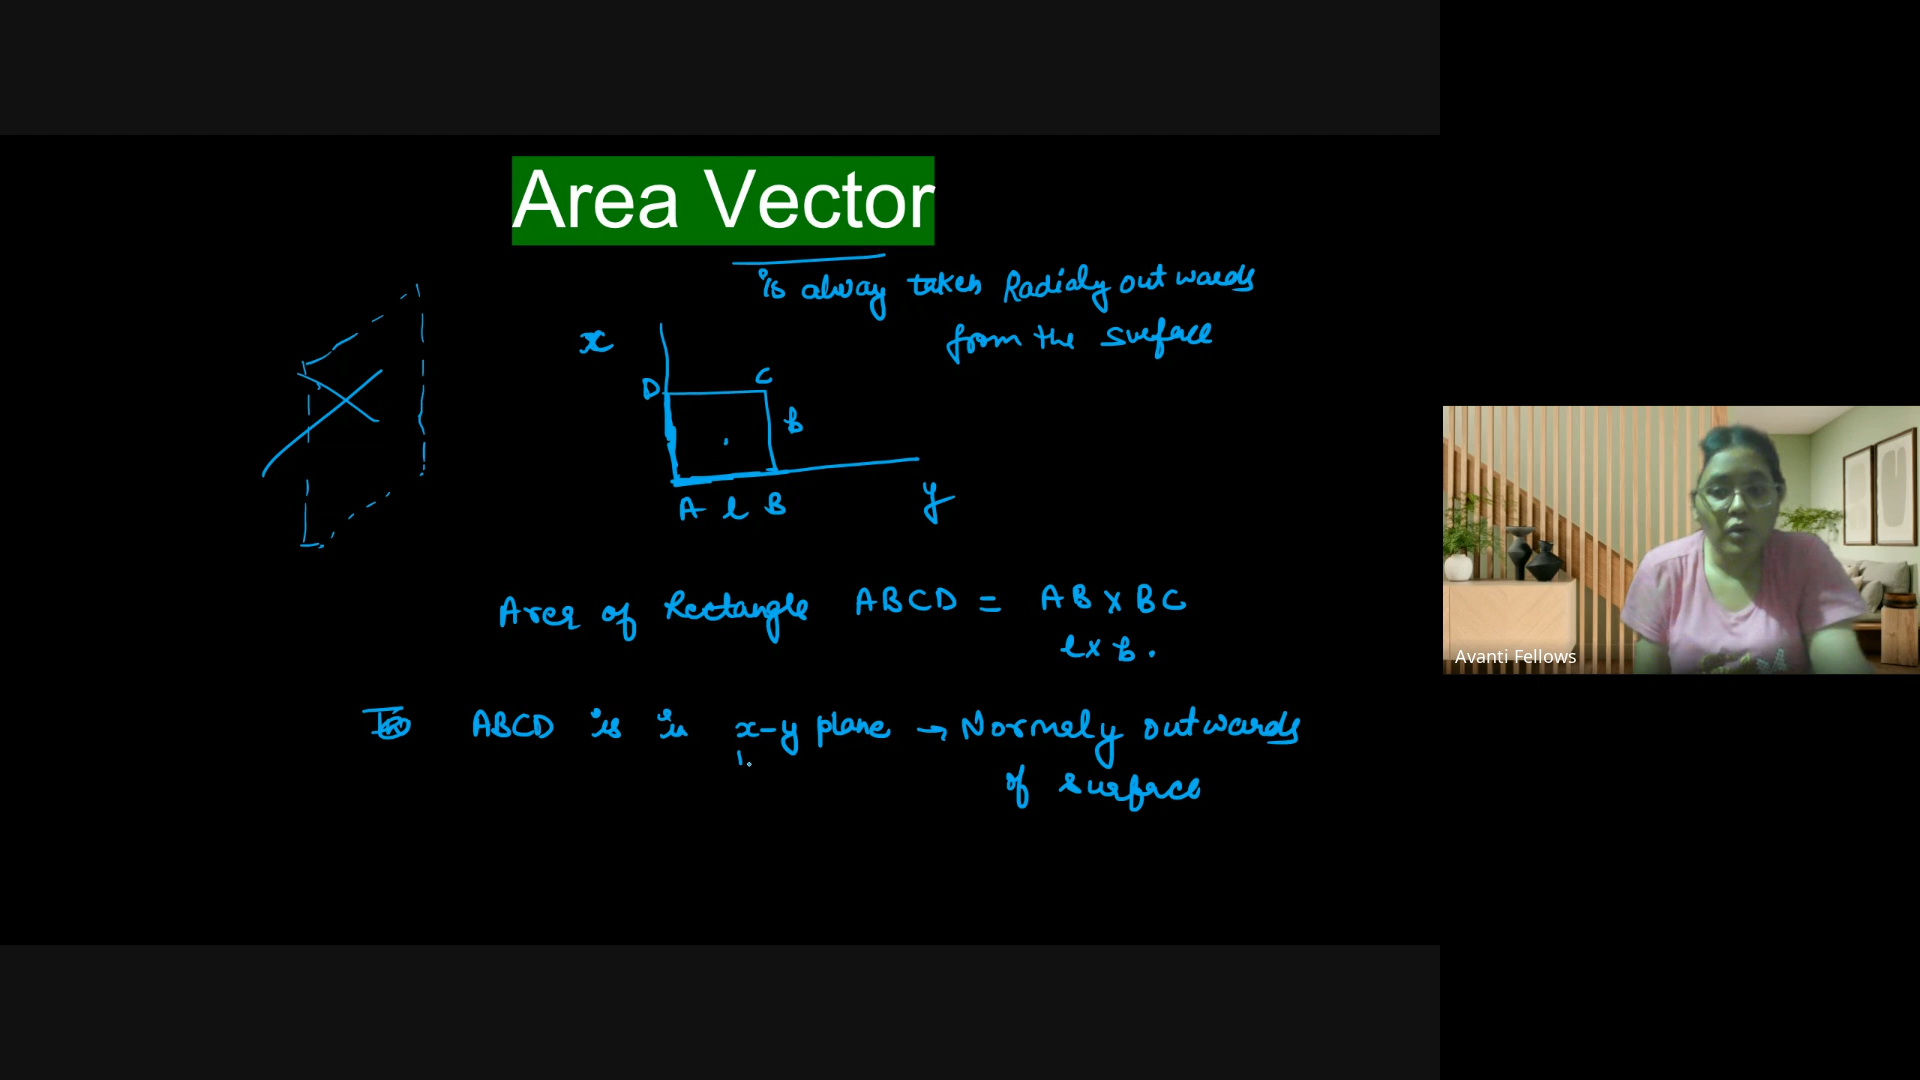 Area Vector
is alway taken Radialy outwards
from the surface
x
D
C
b
A l B
y
Area of Rectangle ABCD = AB x BC
l x b .
ABCD is in x-y plane → Normely outwards
of surface
Avanti Fellows